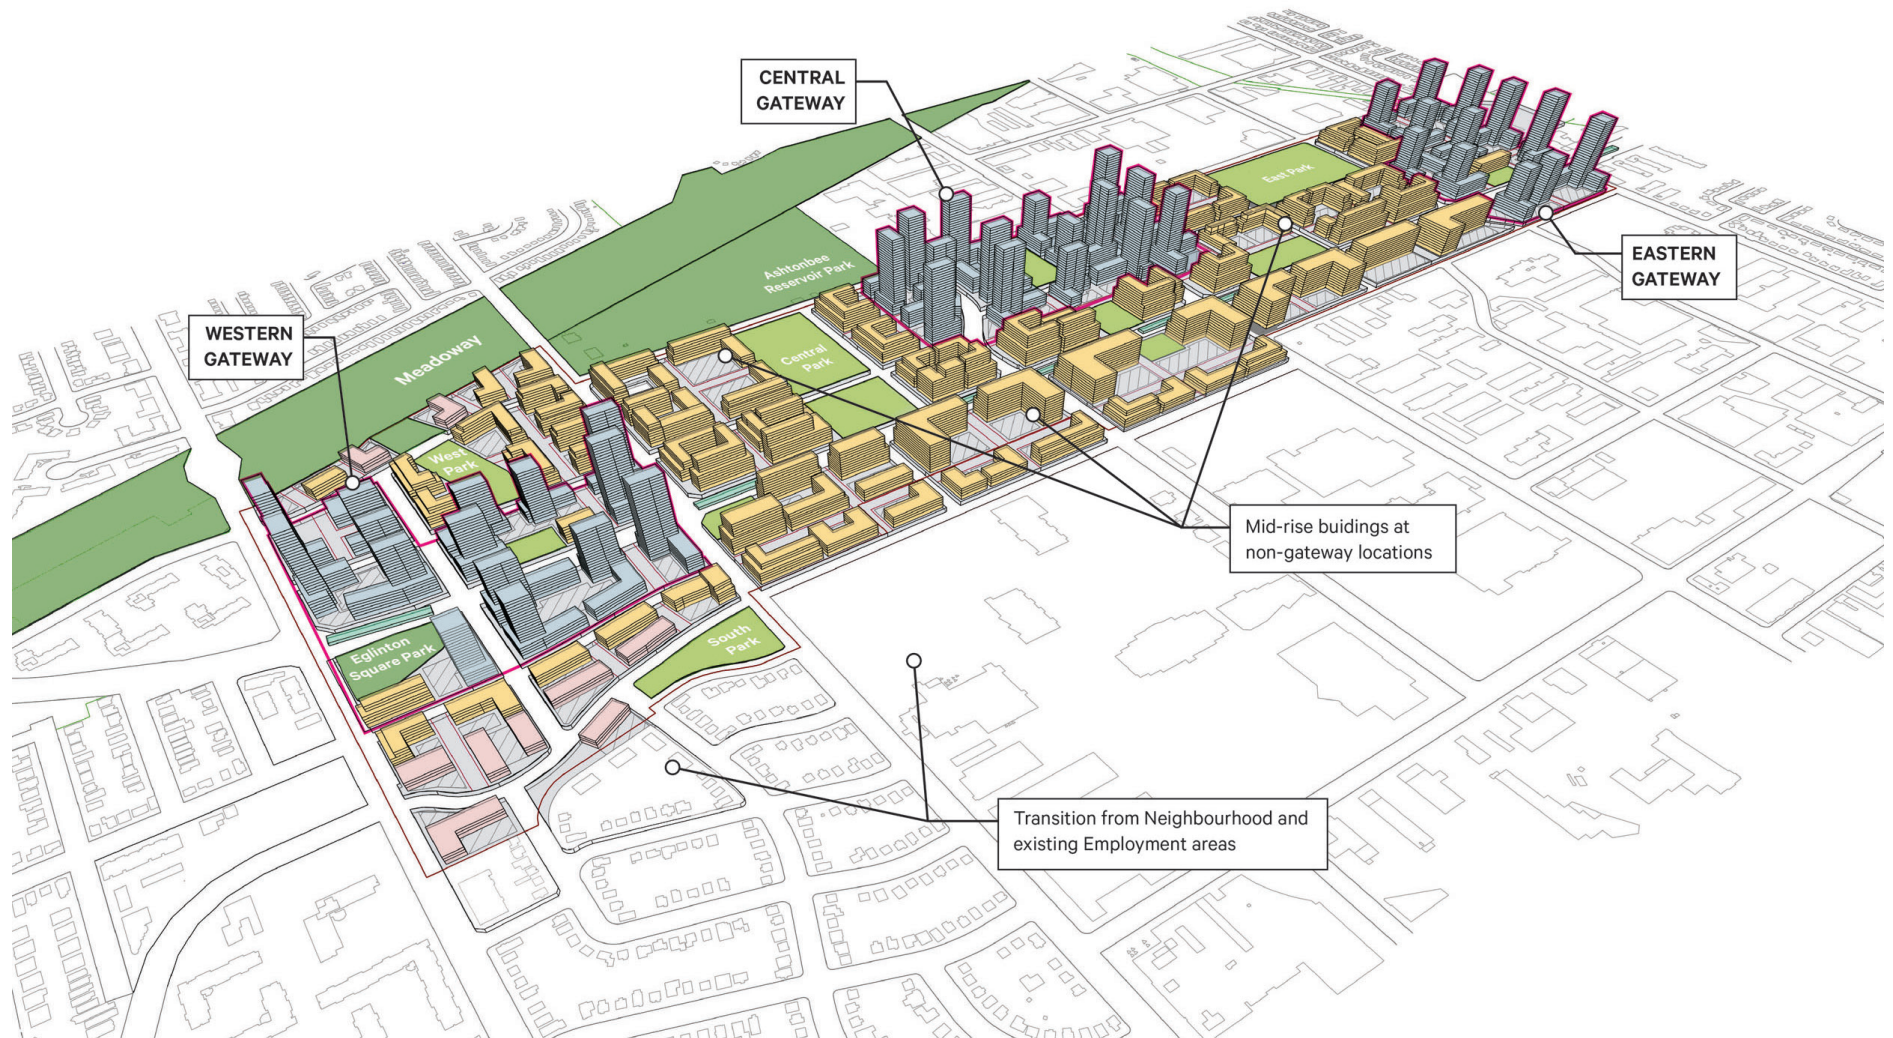 CENTRAL
GATEWAY
East Park
EASTERN
GATEWAY
Ashtonbee
Reservoir Park
WESTERN
GATEWAY
Meadoway
Central
Park
West
Park
Mid-rise buidings at
non-gateway locations
Eglinton
Square Park
South
Park
Transition from Neighbourhood and
existing Employment areas